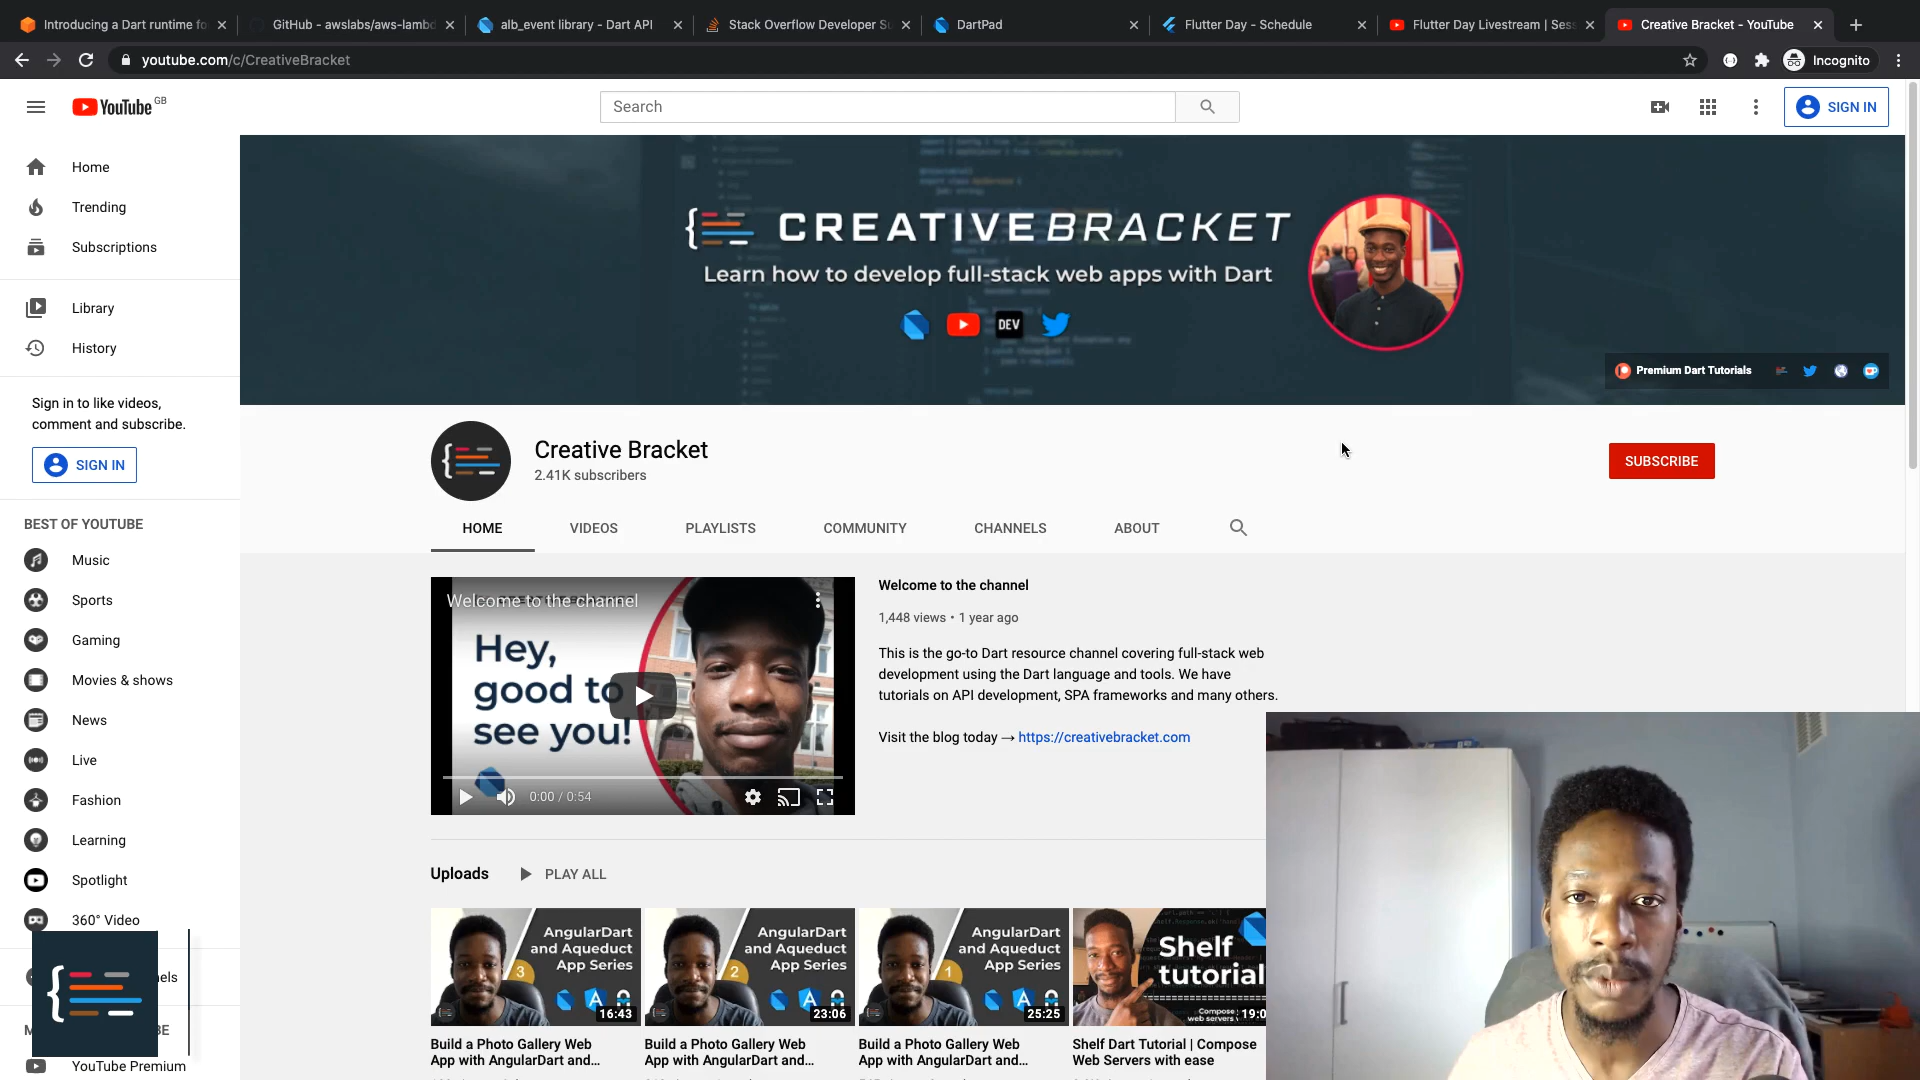 Introducing a Dart runtime fo
GitHub - awslabs/aws-lambd
alb_event library - Dart API
Stack Overflow Developer Su
DartPad
Flutter Day - Schedule
Flutter Day Livestream | Sess
Creative Bracket - YouTube
youtube.com/c/CreativeBracket
Incognito
YouTube GB
Search
SIGN IN
Home
Trending
Subscriptions
Library
History
Sign in to like videos,
comment and subscribe.
SIGN IN
BEST OF YOUTUBE
Music
Sports
Gaming
Movies & shows
News
Live
Fashion
Learning
Spotlight
360° Video
YouTube Premium
CREATIVEBRACKET
Learn how to develop full-stack web apps with Dart
DEV
Premium Dart Tutorials
Creative Bracket
2.41K subscribers
SUBSCRIBE
HOME
VIDEOS
PLAYLISTS
COMMUNITY
CHANNELS
ABOUT
Welcome to the channel
Hey,
good to
see you!
0:00 / 0:54
Welcome to the channel
1,448 views • 1 year ago
This is the go-to Dart resource channel covering full-stack web
development using the Dart language and tools. We have
tutorials on API development, SPA frameworks and many others.
Visit the blog today → https://creativebracket.com
Uploads
PLAY ALL
AngularDart
and Aqueduct
App Series
3
16:43
Build a Photo Gallery Web
App with AngularDart and...
AngularDart
and Aqueduct
App Series
2
23:06
Build a Photo Gallery Web
App with AngularDart and...
AngularDart
and Aqueduct
App Series
1
25:25
Build a Photo Gallery Web
App with AngularDart and...
Shelf
tutorial
Compose
web servers
19:0
Shelf Dart Tutorial | Compose
Web Servers with ease